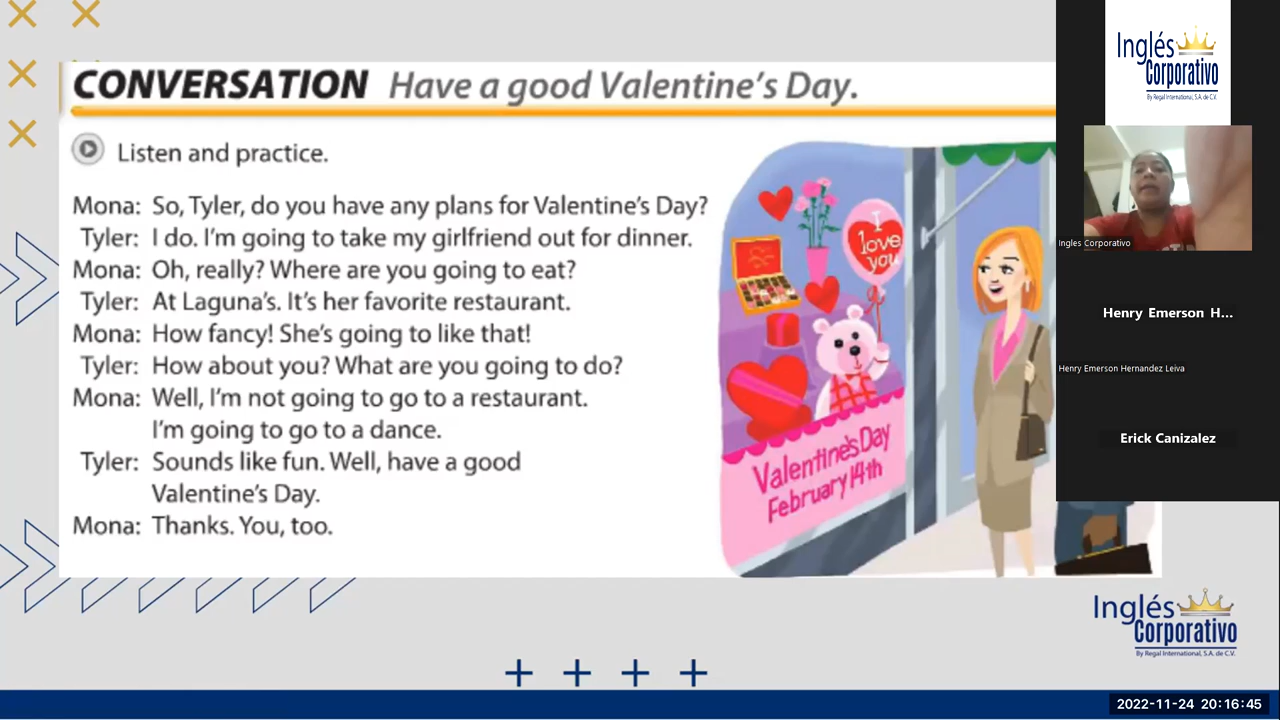 CONVERSATION Have a good Valentine's Day.
Listen and practice.
Mona: So, Tyler, do you have any plans for Valentine's Day?
Tyler: I do. I'm going to take my girlfriend out for dinner.
Mona: Oh, really? Where are you going to eat?
Tyler: At Laguna's. It's her favorite restaurant.
Mona: How fancy! She's going to like that!
Tyler: How about you? What are you going to do?
Mona: Well, I'm not going to go to a restaurant.
I'm going to go to a dance.
Tyler: Sounds like fun. Well, have a good
Valentine's Day.
Mona: Thanks. You, too.
I
love
you
Valentine's Day
February 14th
Inglés
Corporativo
By Regal International, S.A. de C.V.
Ingles Corporativo
Henry Emerson H...
Henry Emerson Hernandez Leiva
Erick Canizalez
Inglés
Corporativo
By Regal International, S.A. de C.V.
2022-11-24 20:16:45